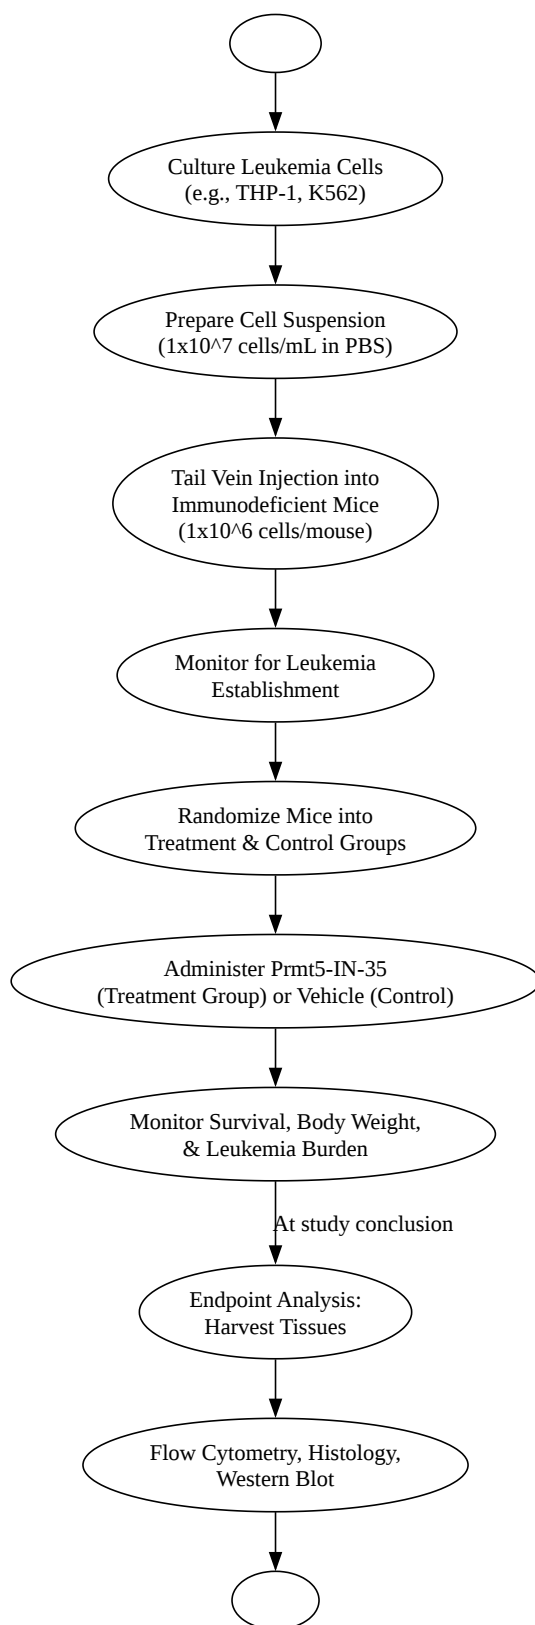 Culture Leukemia Cells
(e.g., THP-1, K562)
Prepare Cell Suspension
(1x10^7 cells/mL in PBS)
Tail Vein Injection into
Immunodeficient Mice
(1x10^6 cells/mouse)
Monitor for Leukemia
Establishment
Randomize Mice into
Treatment & Control Groups
Administer Prmt5-IN-35
(Treatment Group) or Vehicle (Control)
Monitor Survival, Body Weight,
& Leukemia Burden
At study conclusion
Endpoint Analysis:
Harvest Tissues
Flow Cytometry, Histology,
Western Blot